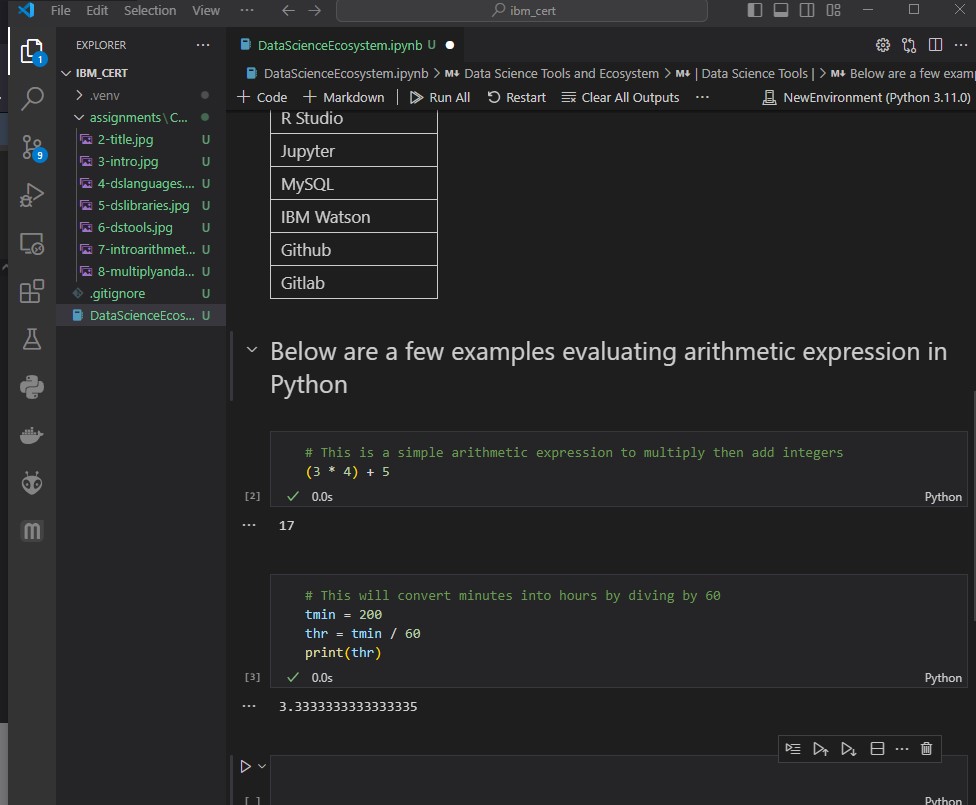 File Edit Selection View ··· ibm_cert
EXPLORER ···
IBM_CERT
.venv
assignments\C...
2-title.jpg U
3-intro.jpg U
4-dslanguages.... U
5-dslibraries.jpg U
6-dstools.jpg U
7-introarithmet... U
8-multiplyanda... U
.gitignore U
DataScienceEcos... U
1
9
DataScienceEcosystem.ipynb U
DataScienceEcosystem.ipynb > M↓ Data Science Tools and Ecosystem > M↓ | Data Science Tools | > M↓ Below are a few exam
+ Code + Markdown | Run All Restart Clear All Outputs ··· NewEnvironment (Python 3.11.0)
R Studio
Jupyter
MySQL
IBM Watson
Github
Gitlab
Below are a few examples evaluating arithmetic expression in
Python
# This is a simple arithmetic expression to multiply then add integers
(3 * 4) + 5
[2] ✓ 0.0s Python
··· 17
# This will convert minutes into hours by diving by 60
tmin = 200
thr = tmin / 60
print(thr)
[3] ✓ 0.0s Python
··· 3.3333333333333335
[ ] Python